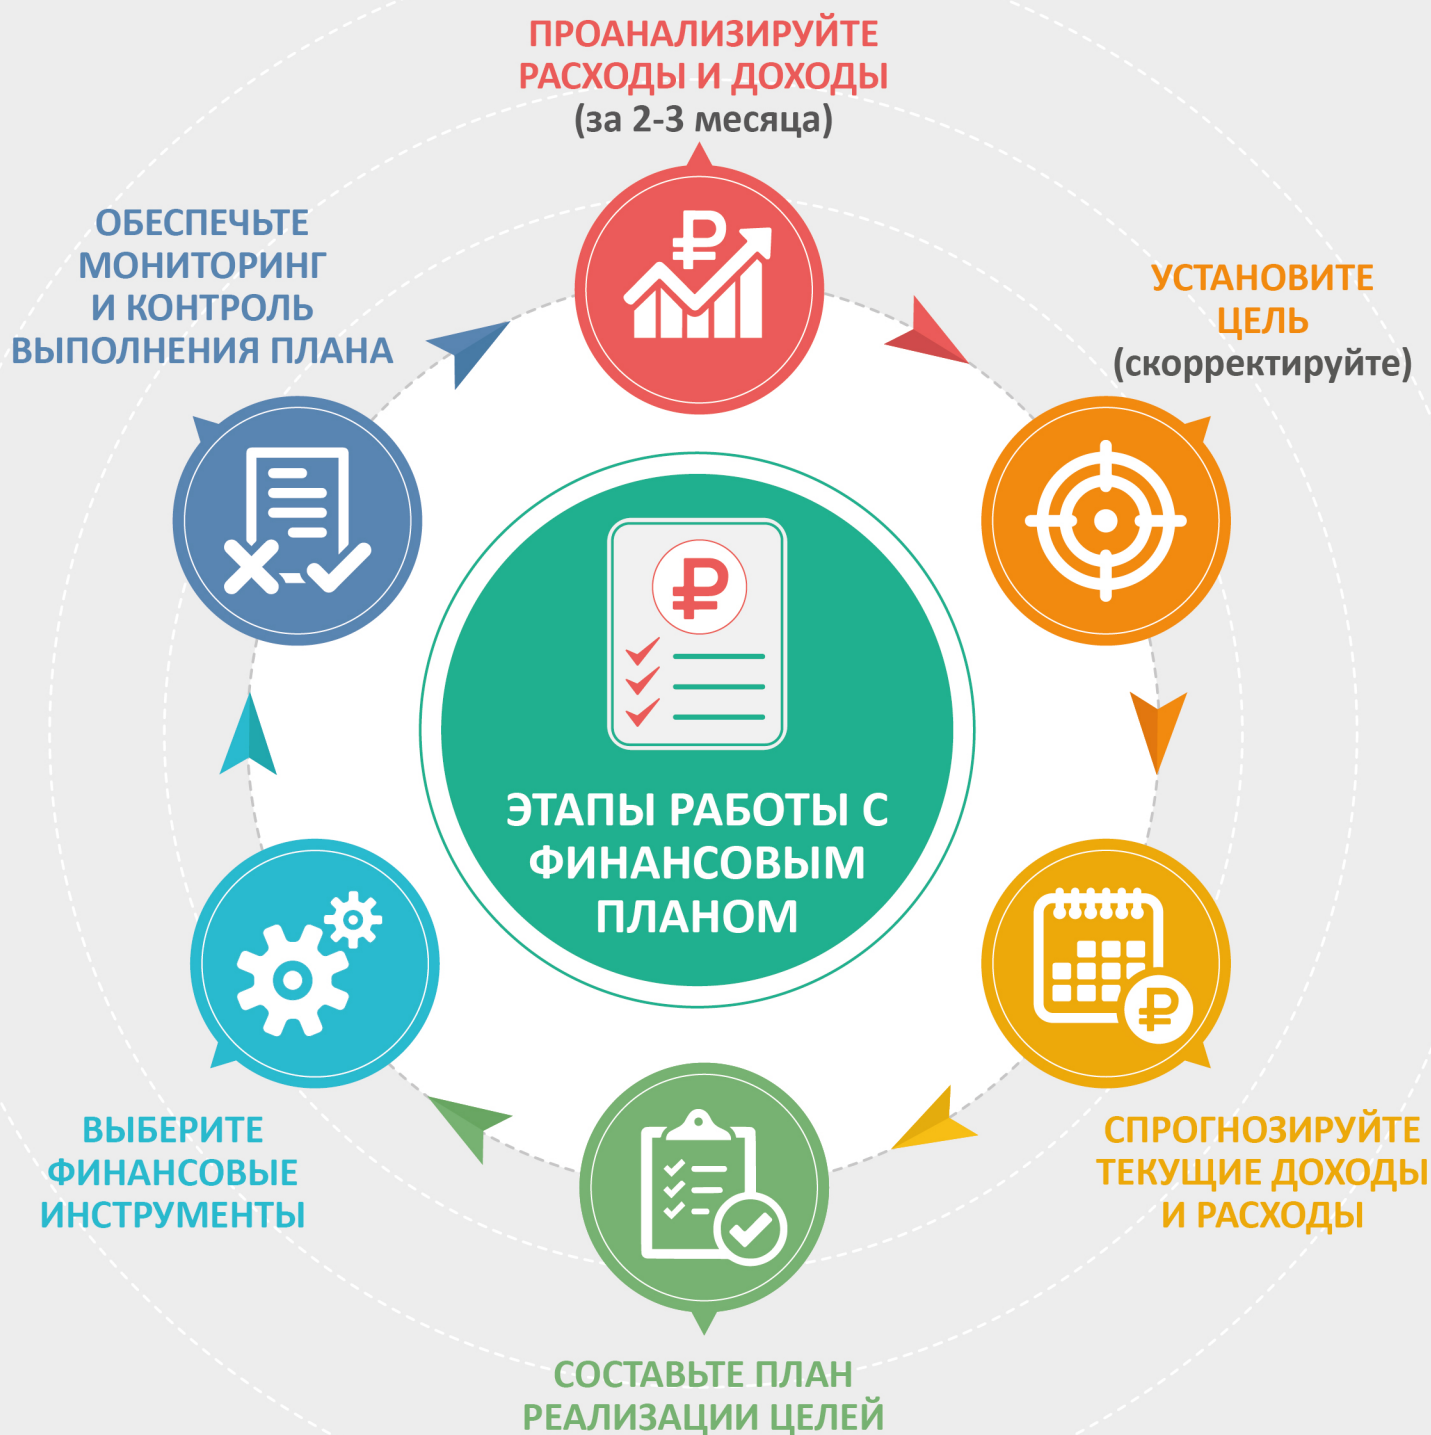 ПРОАНАЛИЗИРУЙТЕ
РАСХОДЫ И ДОХОДЫ
(за 2-3 месяца)
УСТАНОВИТЕ
ЦЕЛЬ
(скорректируйте)
СПРОГНОЗИРУЙТЕ
ТЕКУЩИЕ ДОХОДЫ
И РАСХОДЫ
СОСТАВЬТЕ ПЛАН
РЕАЛИЗАЦИИ ЦЕЛЕЙ
ВЫБЕРИТЕ
ФИНАНСОВЫЕ
ИНСТРУМЕНТЫ
ОБЕСПЕЧЬТЕ
МОНИТОРИНГ
И КОНТРОЛЬ
ВЫПОЛНЕНИЯ ПЛАНА
ЭТАПЫ РАБОТЫ С
ФИНАНСОВЫМ
ПЛАНОМ